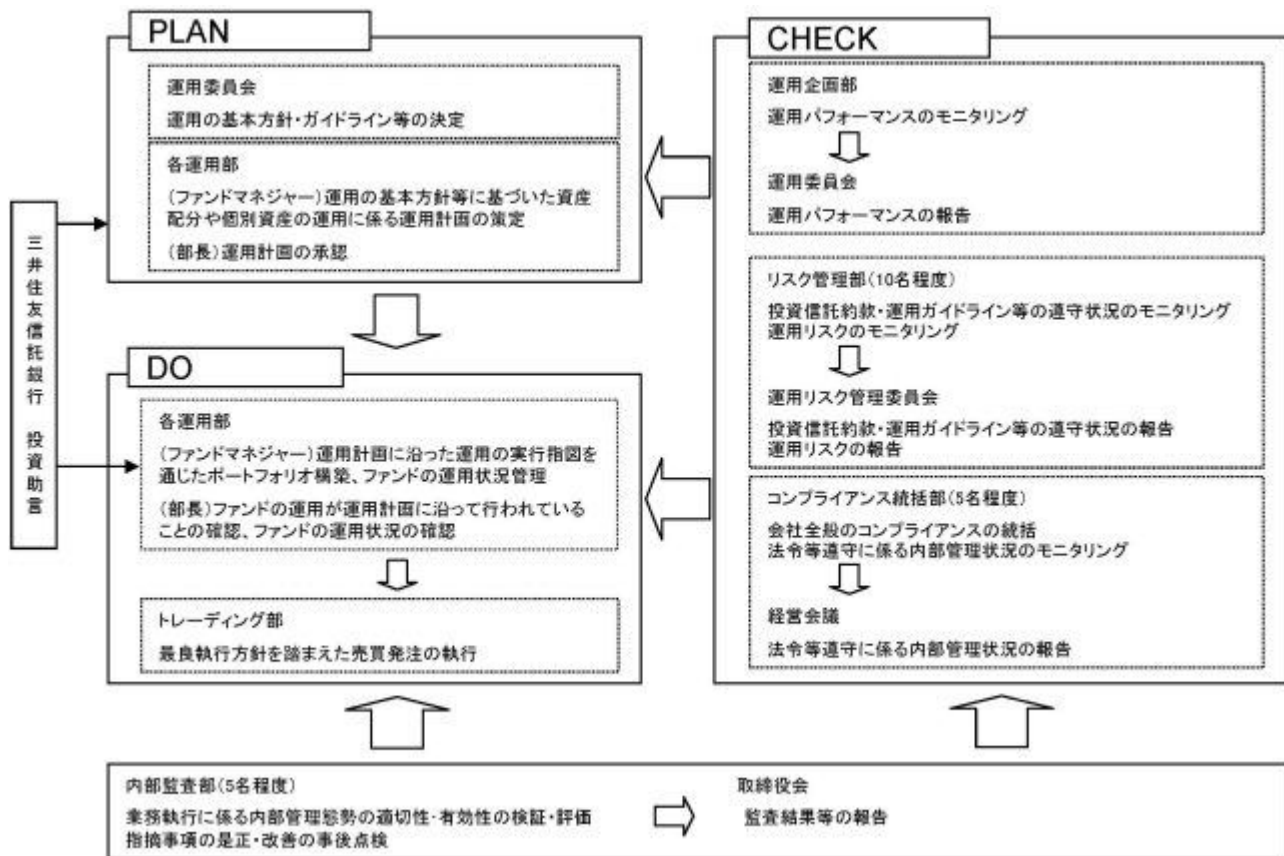 PLAN
運用委員会
運用の基本方針・ガイドライン等の決定
各運用部
(ファンドマネジャー)運用の基本方針等に基づいた資産
配分や個別資産の運用に係る運用計画の策定
(部長)運用計画の承認
三井住友信託銀行 投資助言
DO
各運用部
(ファンドマネジャー)運用計画に沿った運用の実行指図を
通じたポートフォリオ構築、ファンドの運用状況管理
(部長)ファンドの運用が運用計画に沿って行われている
ことの確認、ファンドの運用状況の確認
トレーディング部
最良執行方針を踏まえた売買発注の執行
CHECK
運用企画部
運用パフォーマンスのモニタリング
運用委員会
運用パフォーマンスの報告
リスク管理部(10名程度)
投資信託約款・運用ガイドライン等の遵守状況のモニタリング
運用リスクのモニタリング
運用リスク管理委員会
投資信託約款・運用ガイドライン等の遵守状況の報告
運用リスクの報告
コンプライアンス統括部(5名程度)
会社全般のコンプライアンスの統括
法令等遵守に係る内部管理状況のモニタリング
経営会議
法令等遵守に係る内部管理状況の報告
内部監査部(5名程度)
業務執行に係る内部管理態勢の適切性・有効性の検証・評価
指摘事項の是正・改善の事後点検
取締役会
監査結果等の報告